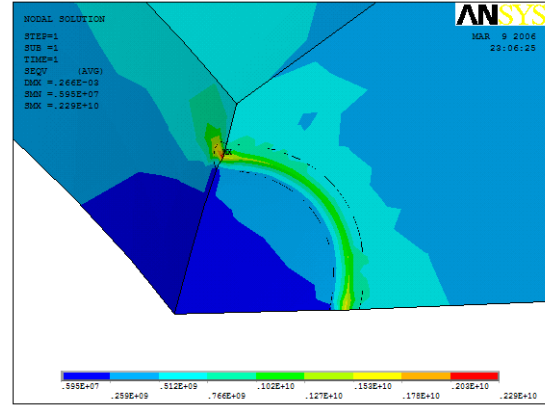 NODAL SOLUTION
ANSYS
STEP=1
SUB =1
TIME=1
SEQV (AVG)
DMX =.266E-03
SMN =.595E+07
SMX =.229E+10
MAR 9 2006
23:06:25
MX
.595E+07 .512E+09 .102E+10 .153E+10 .203E+10
.259E+09 .766E+09 .127E+10 .178E+10 .229E+10